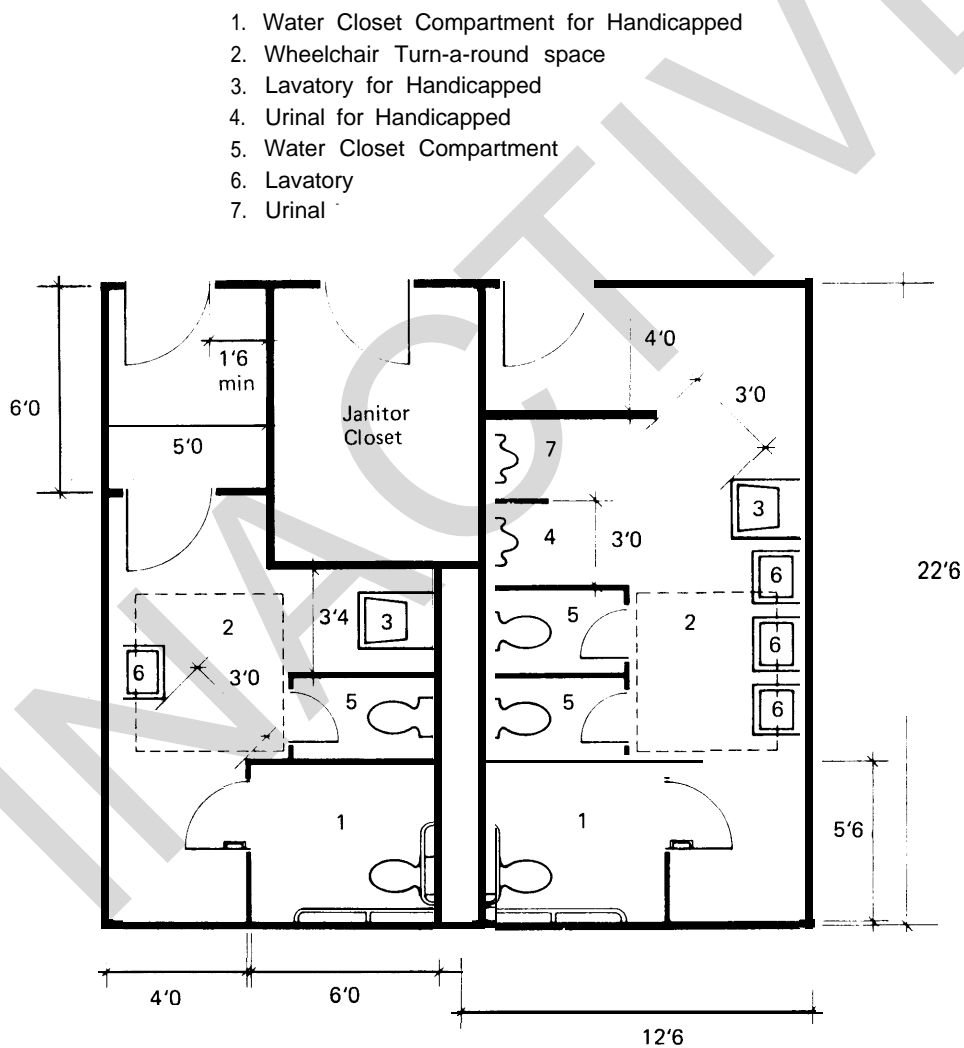 1. Water Closet Compartment for Handicapped
2. Wheelchair Turn-a-round space
3. Lavatory for Handicapped
4. Urinal for Handicapped
5. Water Closet Compartment
6. Lavatory
7. Urinal
INACTIVE
4'0
1'6
min
3'0
6'0
Janitor
Closet
5'0
7
3
4
3'0
22'6
6
5
2
3'4
3
2
6
6
3'0
5
5
6
1
1
5'6
4'0
6'0
12'6